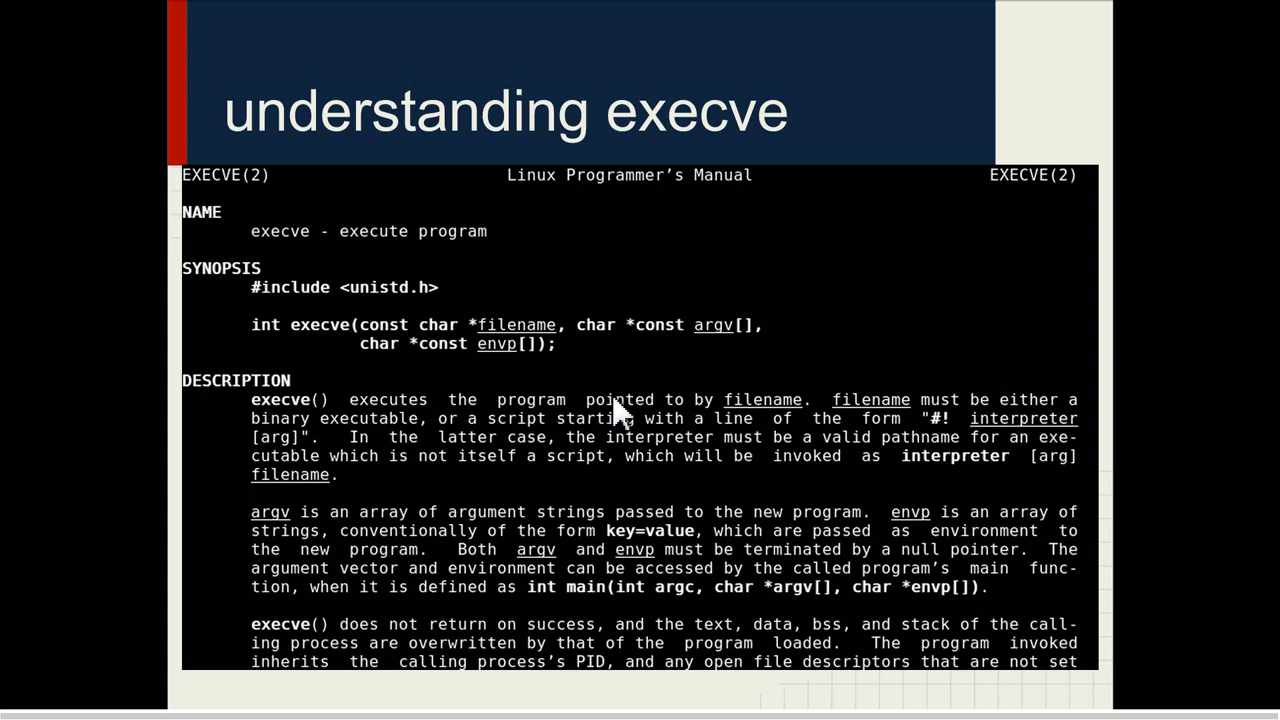 understanding execve
EXECVE(2) Linux Programmer's Manual EXECVE(2)
NAME
execve - execute program
SYNOPSIS
#include <unistd.h>
int execve(const char *filename, char *const argv[],
char *const envp[]);
DESCRIPTION
execve() executes the program pointed to by filename. filename must be either a
binary executable, or a script starting with a line of the form "#! interpreter
[arg]". In the latter case, the interpreter must be a valid pathname for an exe-
cutable which is not itself a script, which will be invoked as interpreter [arg]
filename.
argv is an array of argument strings passed to the new program. envp is an array of
strings, conventionally of the form key=value, which are passed as environment to
the new program. Both argv and envp must be terminated by a null pointer. The
argument vector and environment can be accessed by the called program's main func-
tion, when it is defined as int main(int argc, char *argv[], char *envp[]).
execve() does not return on success, and the text, data, bss, and stack of the call-
ing process are overwritten by that of the program loaded. The program invoked
inherits the calling process's PID, and any open file descriptors that are not set